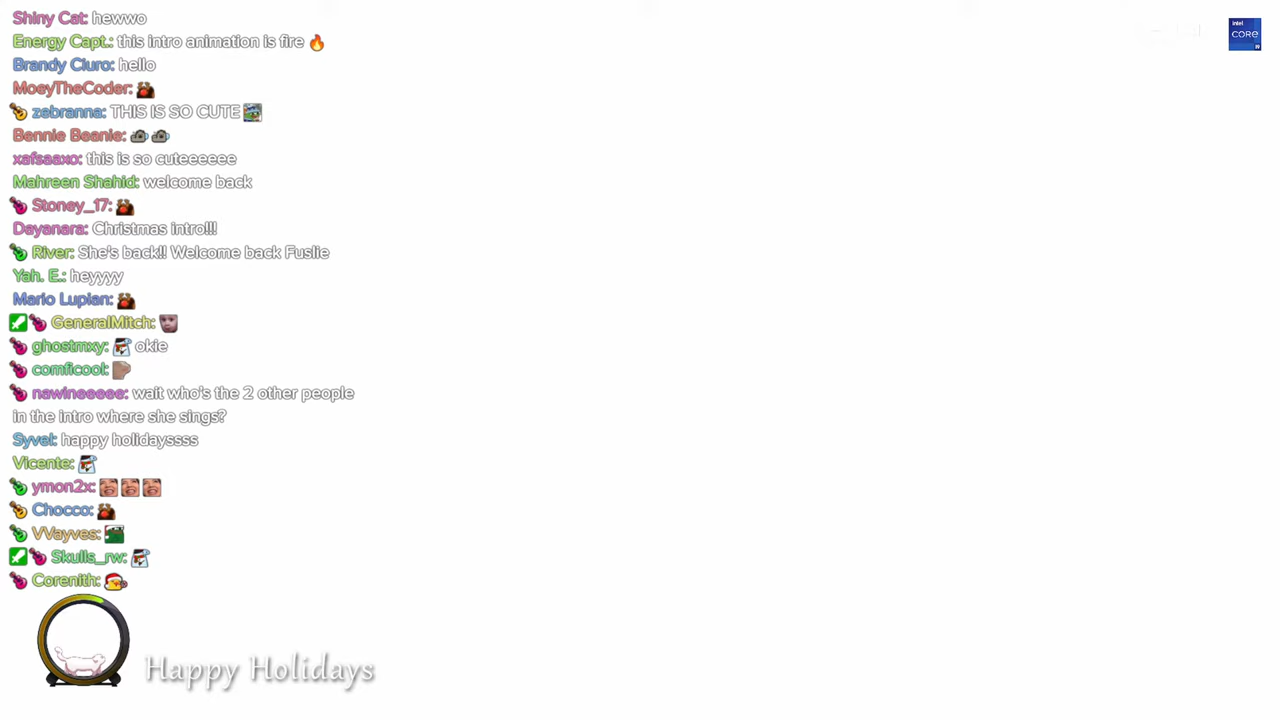 Shiny Cat: hewwo
intel
CORE
i9
Energy Capt.: this intro animation is fire 🔥
Brandy Ciuro: hello
MoeyTheCoder:
zebranna: THIS IS SO CUTE
Bennie Beanie:
xafsaaxo: this is so cuteeeeee
Mahreen Shahid: welcome back
Stoney_17:
Dayanara: Christmas intro!!!
River: She's back!! Welcome back Fuslie
Yah. E.: heyyyy
Mario Lupian:
GeneralMitch:
ghostmxy: okie
comficool:
nawineeeee: wait who's the 2 other people
in the intro where she sings?
Syvel: happy holidayssss
Vicente:
ymon2x:
Chocco:
VVayves:
Skulls_rw:
Corenith:
Happy Holidays